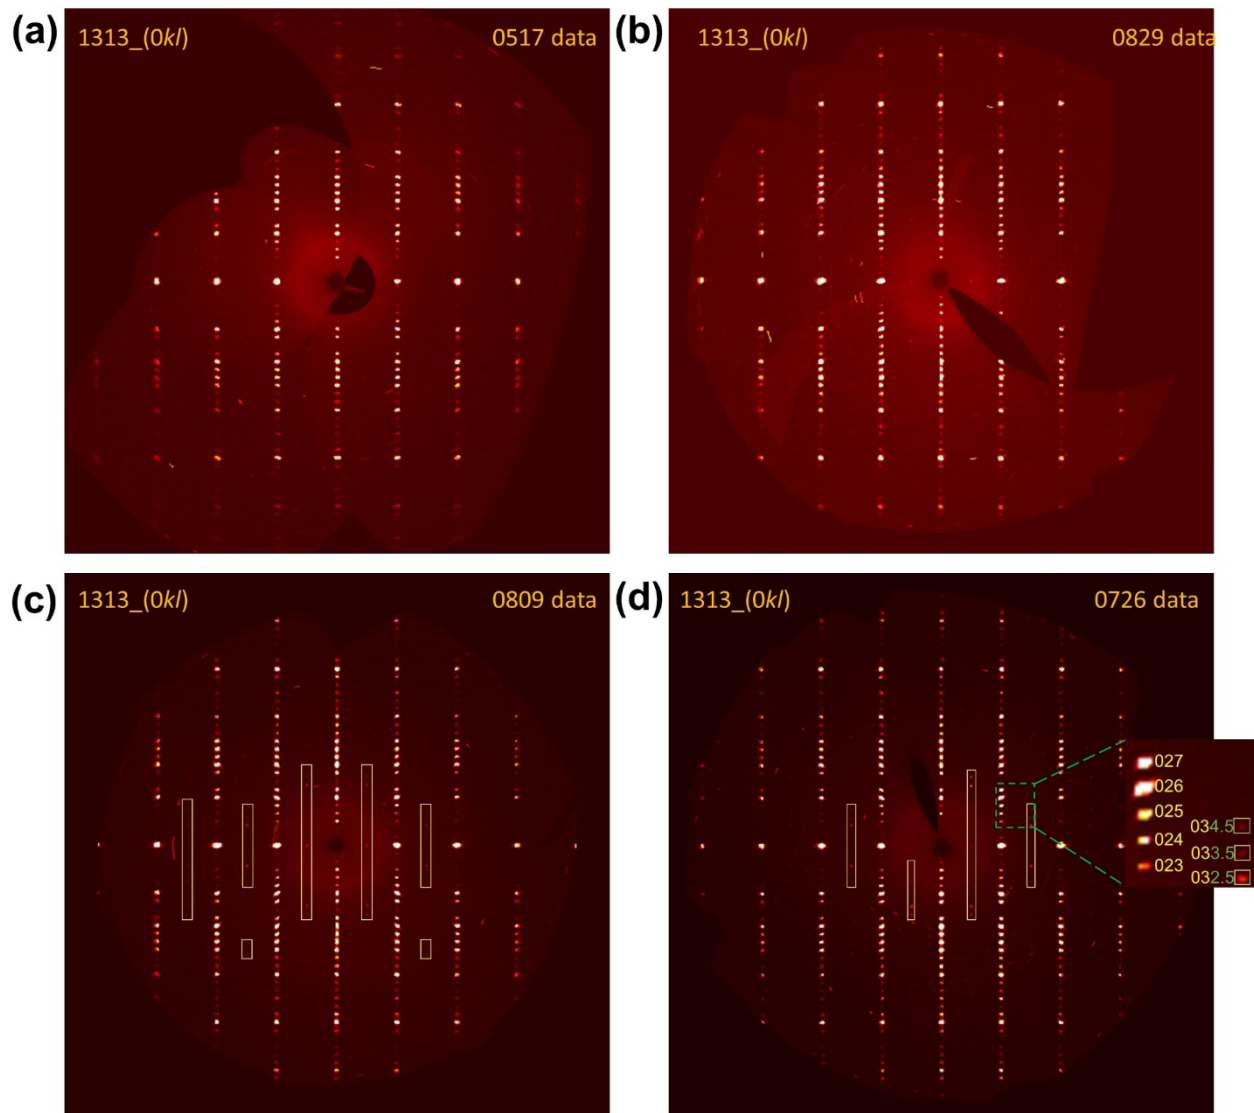 (a)
1313_(0kl)
0517 data
(b)
1313_(0kl)
0829 data
(c)
1313_(0kl)
0809 data
(d)
1313_(0kl)
0726 data
027
026
025
034.5
024
033.5
023
032.5